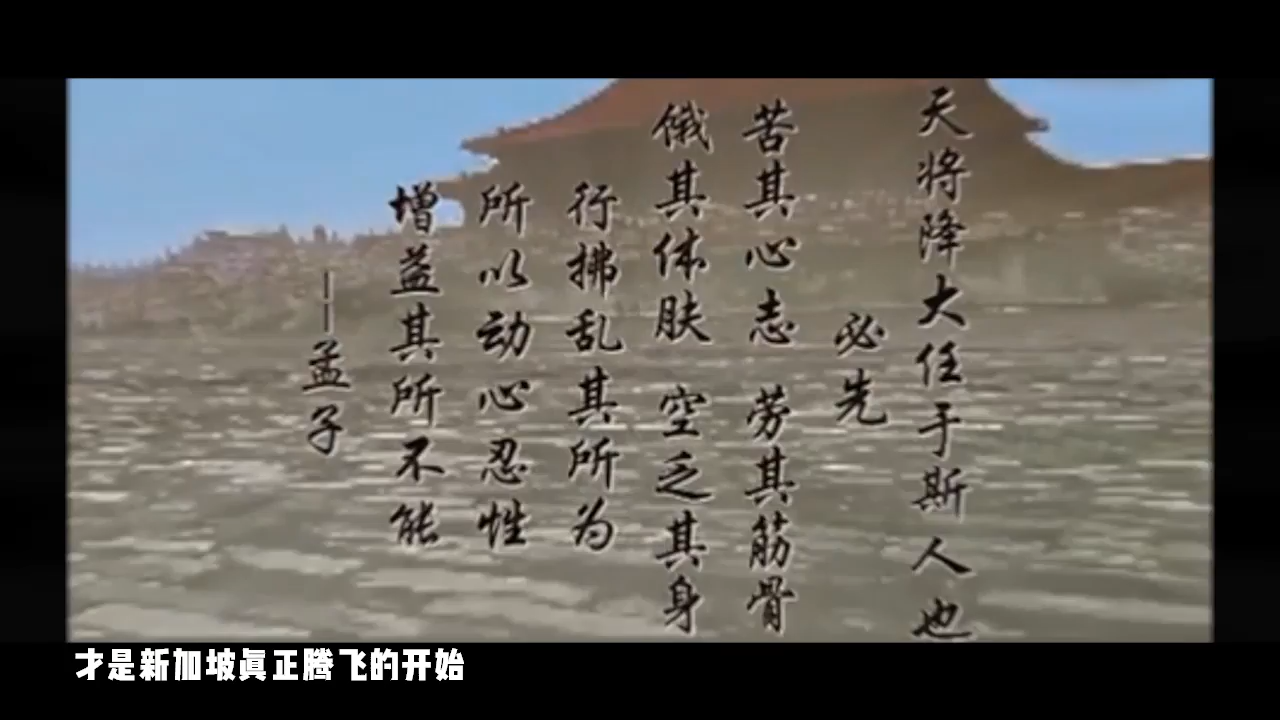 天将降大任于斯人也
必先
苦其心志 劳其筋骨
俄其体肤 空乏其身
行拂乱其所为
所以动心忍性
增益其所不能
——孟子
才是新加坡真正腾飞的开始